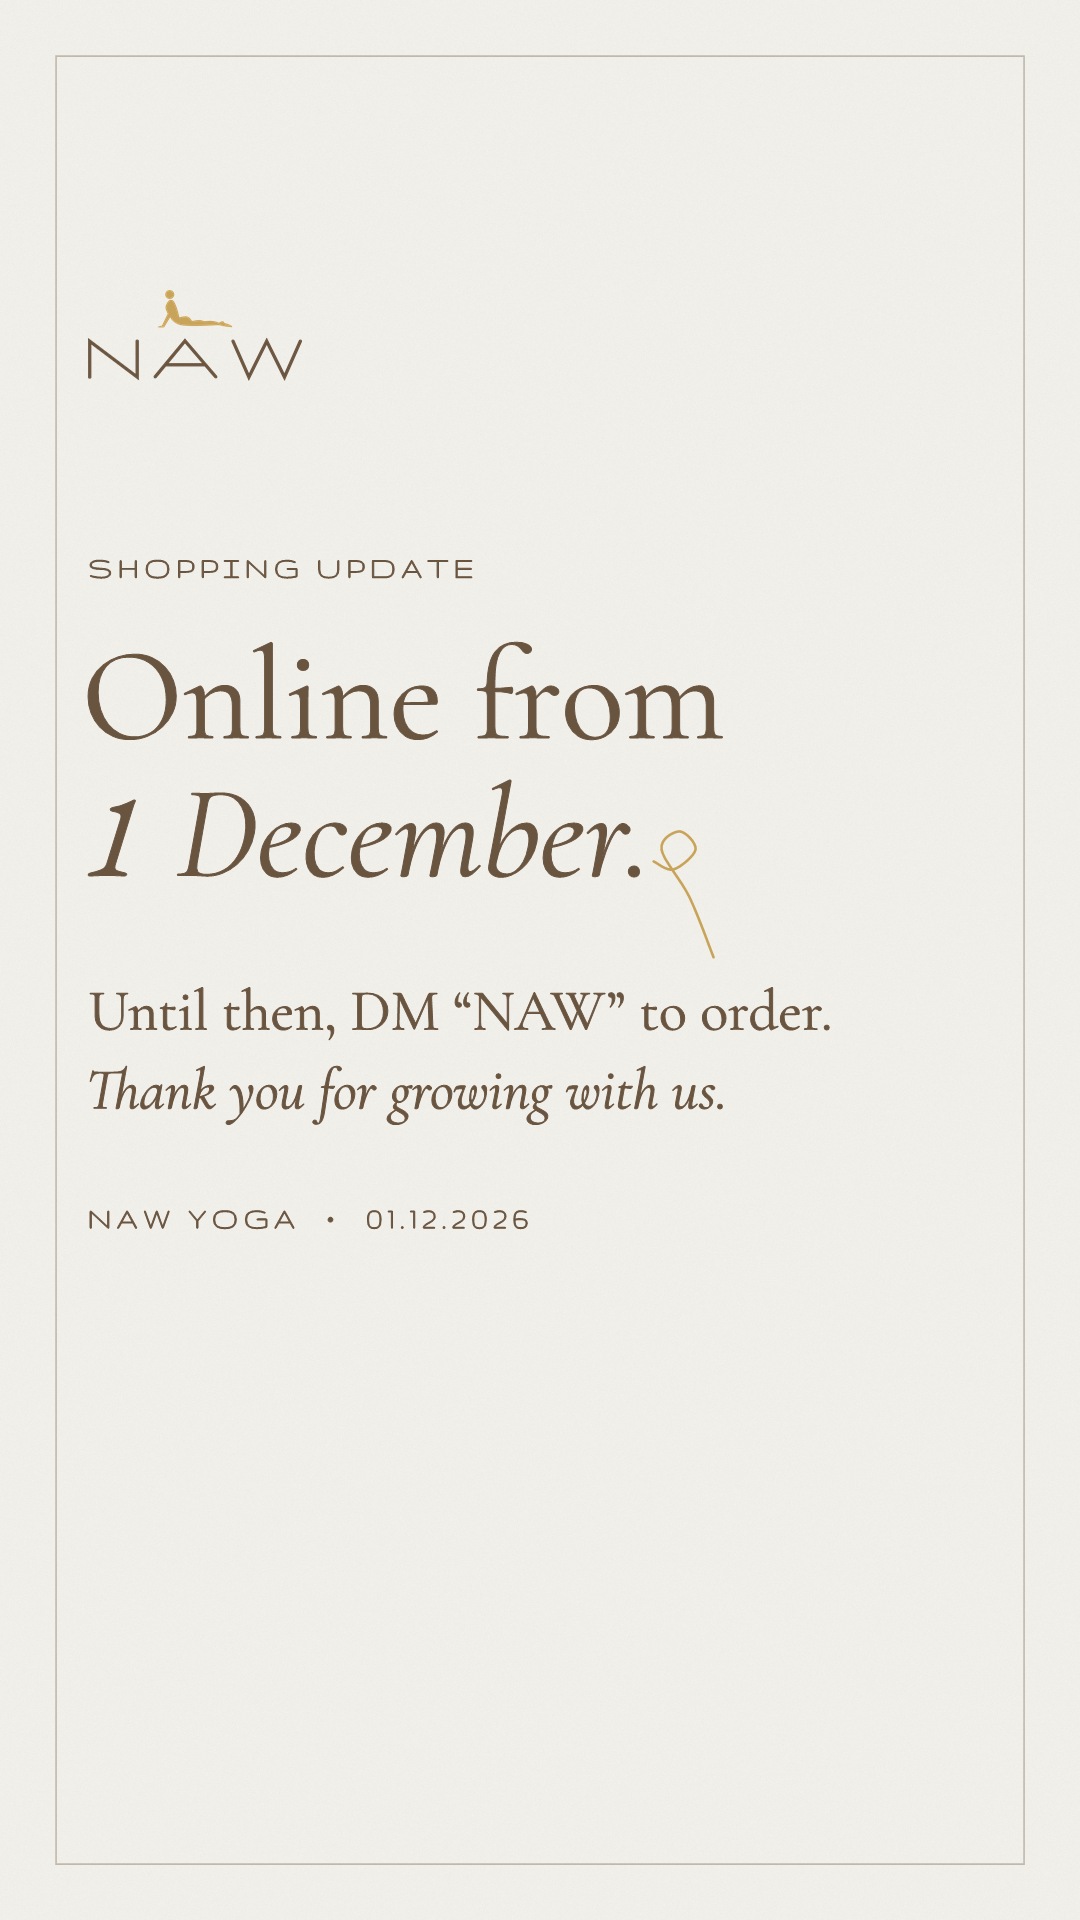 NAW
SHOPPING UPDATE
Online from
1 December.
Until then, DM “NAW” to order.
Thank you for growing with us.
NAW YOGA • 01.12.2026